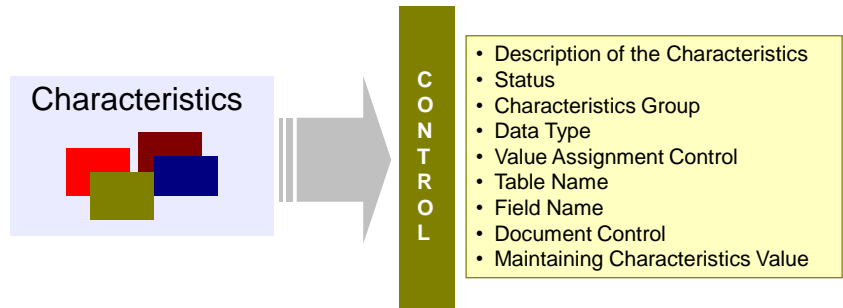 Characteristics
CONTROL
• Description of the Characteristics
• Status
• Characteristics Group
• Data Type
• Value Assignment Control
• Table Name
• Field Name
• Document Control
• Maintaining Characteristics Value